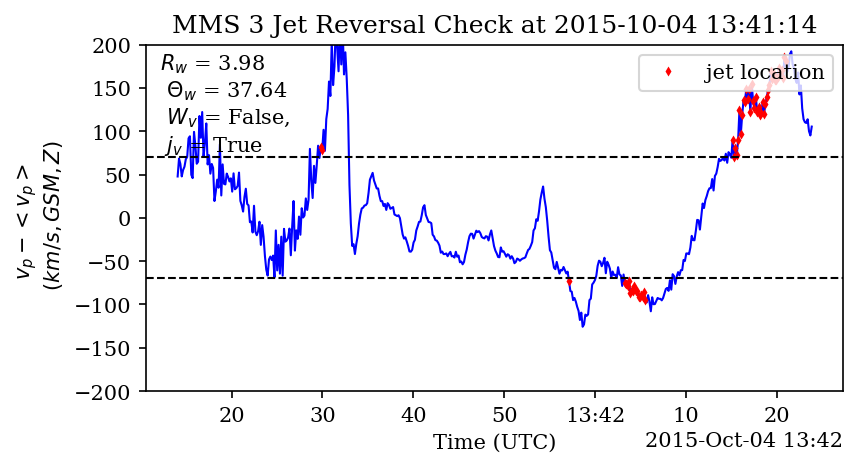 MMS 3 Jet Reversal Check at 2015-10-04 13:41:14
R_w = 3.98
Θ_w = 37.64
W_v = False,
j_v = True
jet location
v_p − < v_p >
(km/s, GSM, Z)
200
150
100
50
0
−50
−100
−150
−200
20 30 40 50 13:42 10 20
Time (UTC)
2015-Oct-04 13:42